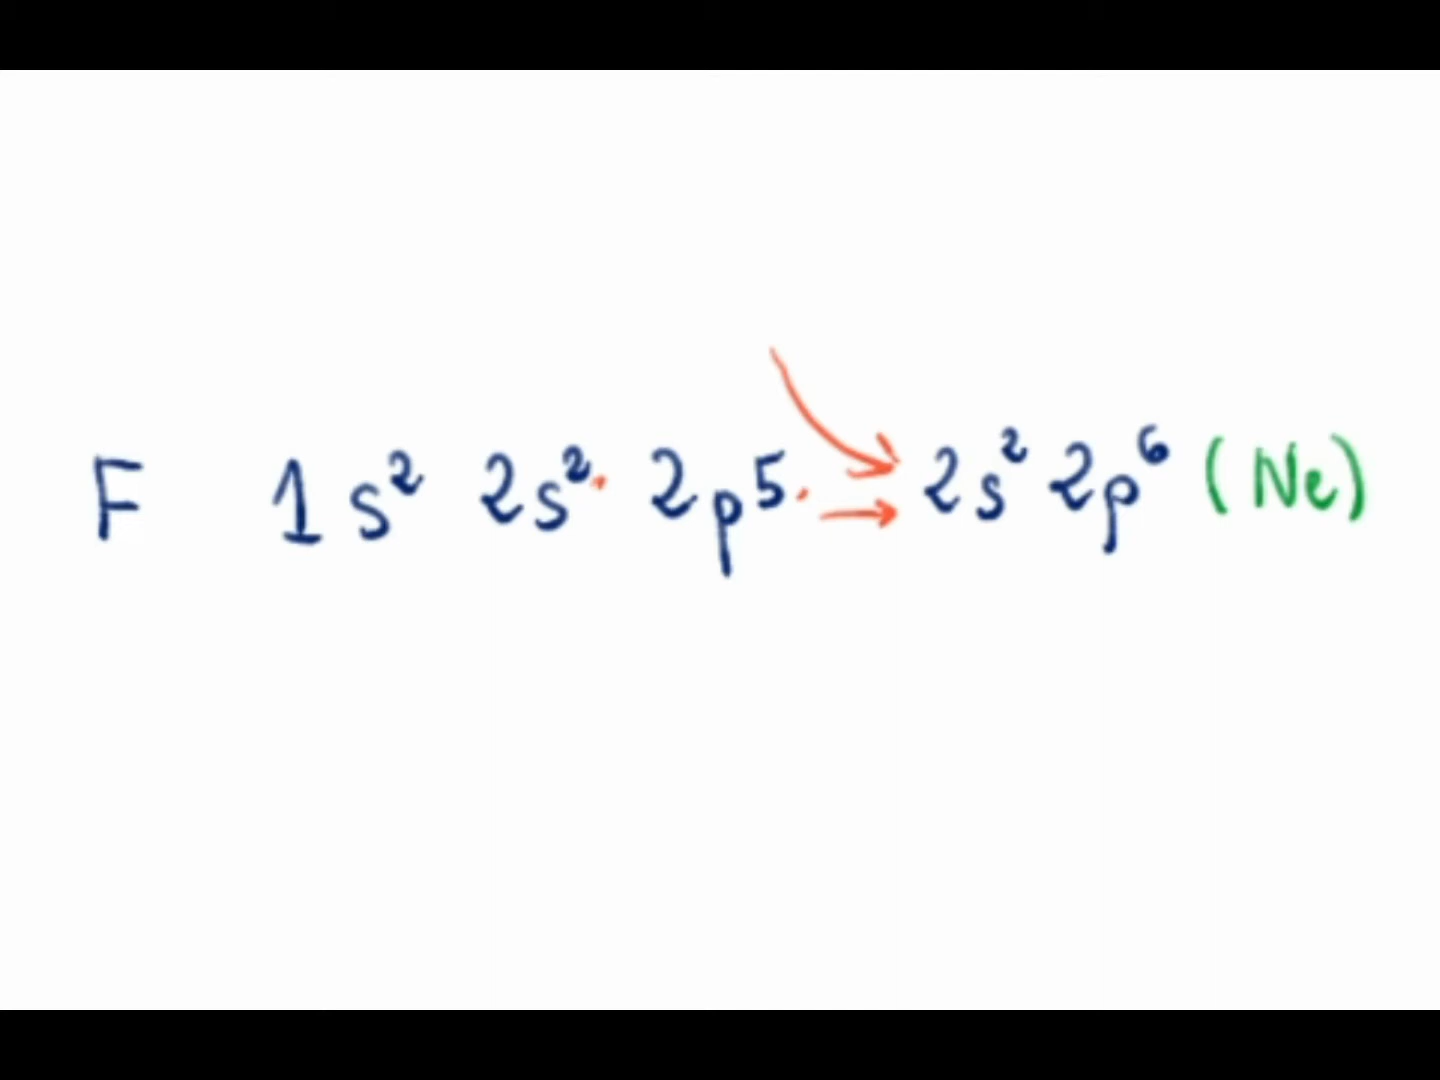 F 1s² 2s² 2p⁵ → 2s² 2p⁶ (Ne)